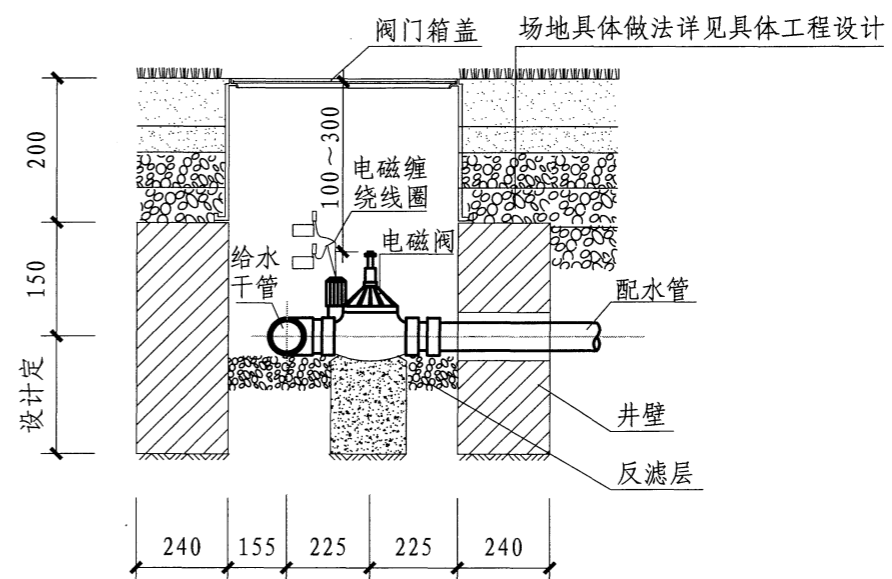 场地具体做法详见具体工程设计
阀门箱盖
200
100～300
电磁缠
绕线圈
电磁阀
给水
干管
150
配水管
设计定
井壁
反滤层
240
155
225
225
240